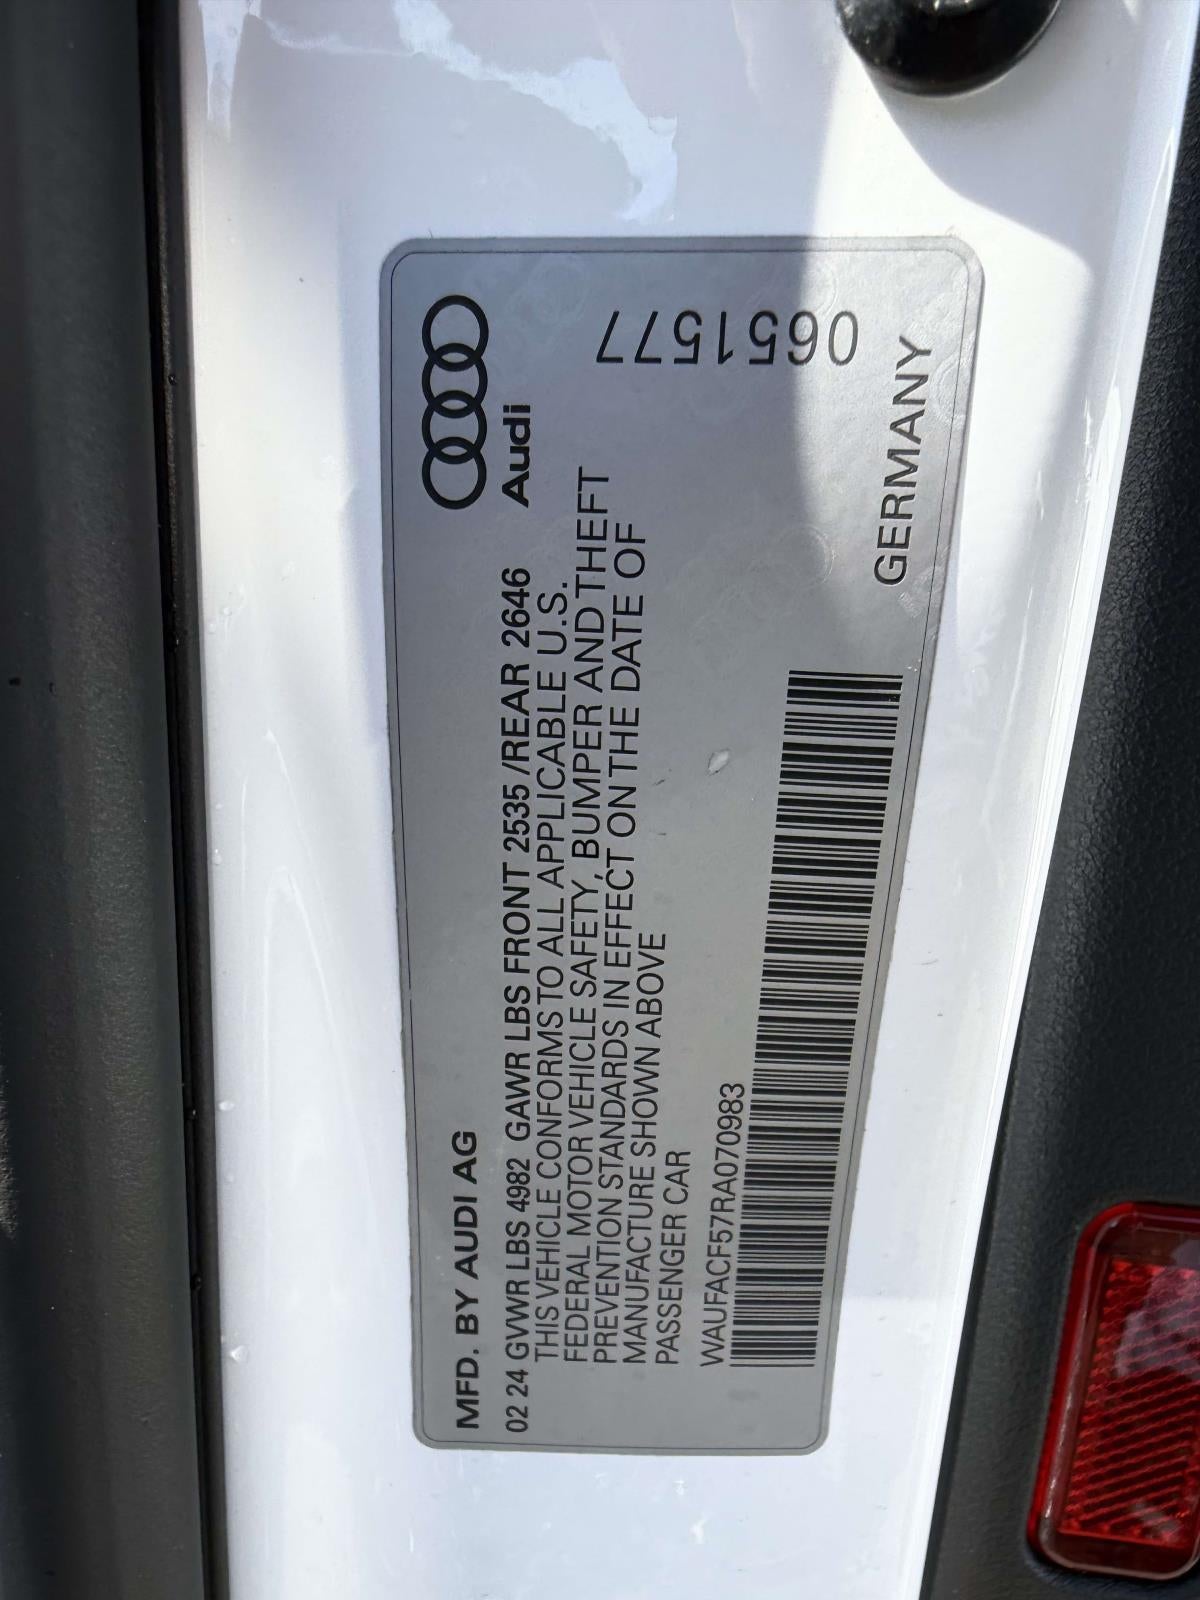 MFD. BY AUDI AG
Audi
02 24 GVWR LBS 4982 GAWR LBS FRONT 2535 /REAR 2646
THIS VEHICLE CONFORMS TO ALL APPLICABLE U.S.
FEDERAL MOTOR VEHICLE SAFETY, BUMPER AND THEFT
PREVENTION STANDARDS IN EFFECT ON THE DATE OF
MANUFACTURE SHOWN ABOVE
PASSENGER CAR
WAUFACF57RA070983
0651577
GERMANY